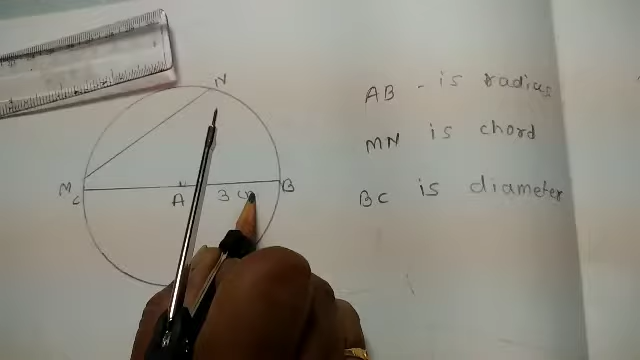 N
AB - is radius
MN is chord
M
C
A
3 cm
B
BC is diameter